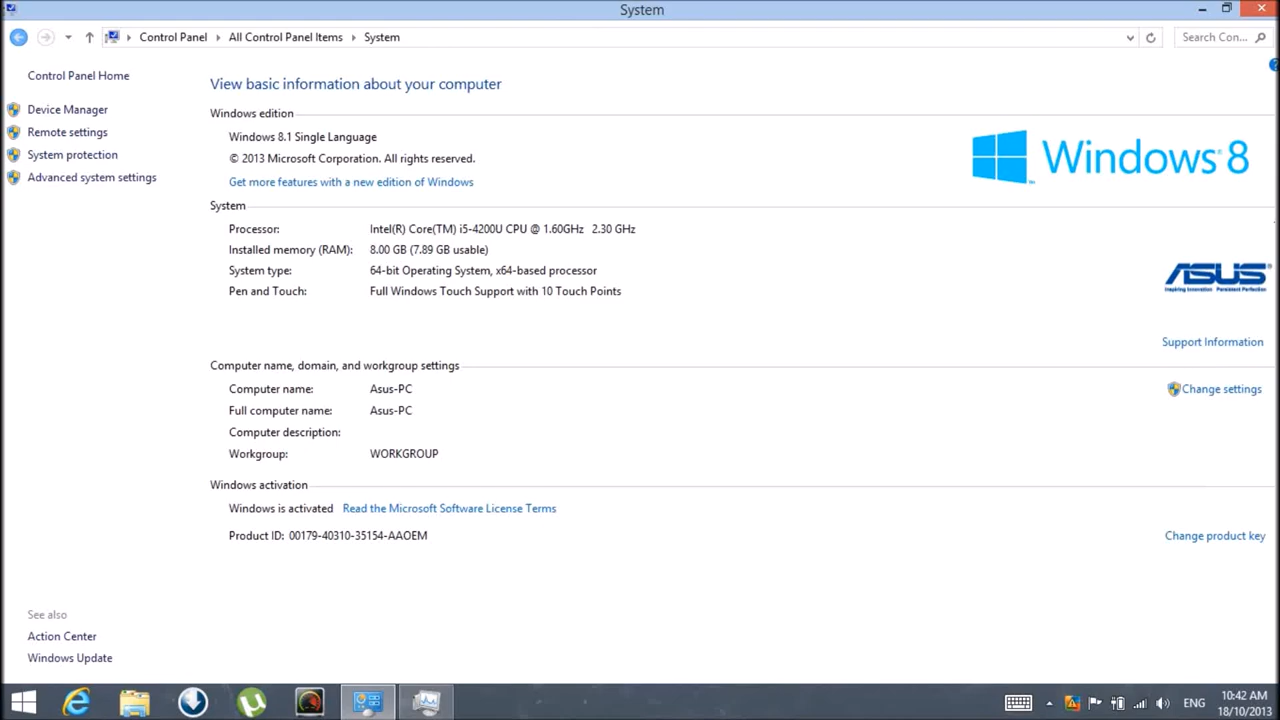 System
Control Panel All Control Panel Items System Search Con...
Control Panel Home
Device Manager
Remote settings
System protection
Advanced system settings
View basic information about your computer
Windows edition
Windows 8.1 Single Language
© 2013 Microsoft Corporation. All rights reserved.
Get more features with a new edition of Windows
Windows 8
System
Processor: Intel(R) Core(TM) i5-4200U CPU @ 1.60GHz 2.30 GHz
Installed memory (RAM): 8.00 GB (7.89 GB usable)
System type: 64-bit Operating System, x64-based processor
Pen and Touch: Full Windows Touch Support with 10 Touch Points
ASUS
Inspiring Innovation Persistent Perfection
Support Information
Computer name, domain, and workgroup settings
Computer name: Asus-PC Change settings
Full computer name: Asus-PC
Computer description:
Workgroup: WORKGROUP
Windows activation
Windows is activated Read the Microsoft Software License Terms
Product ID: 00179-40310-35154-AAOEM Change product key
See also
Action Center
Windows Update
ENG
10:42 AM
18/10/2013